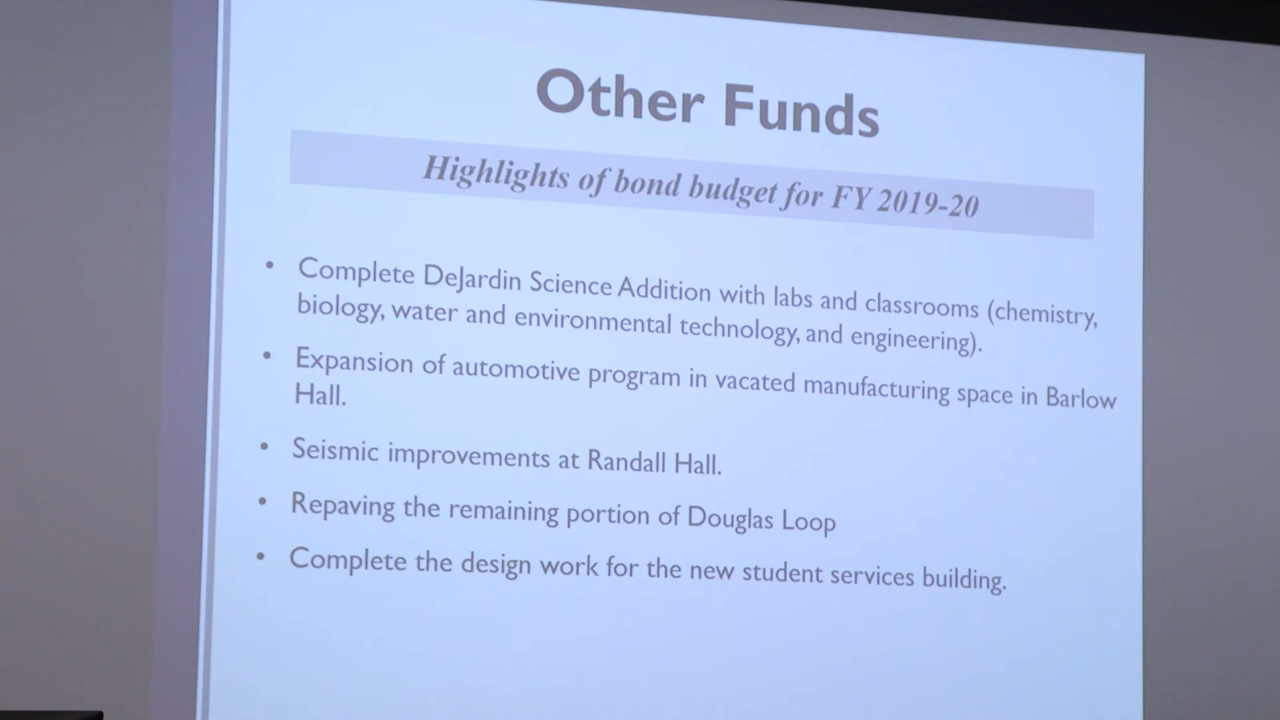 Other Funds
Highlights of bond budget for FY 2019-20
• Complete DeJardin Science Addition with labs and classrooms (chemistry,
biology, water and environmental technology, and engineering).
• Expansion of automotive program in vacated manufacturing space in Barlow
Hall.
• Seismic improvements at Randall Hall.
• Repaving the remaining portion of Douglas Loop
• Complete the design work for the new student services building.